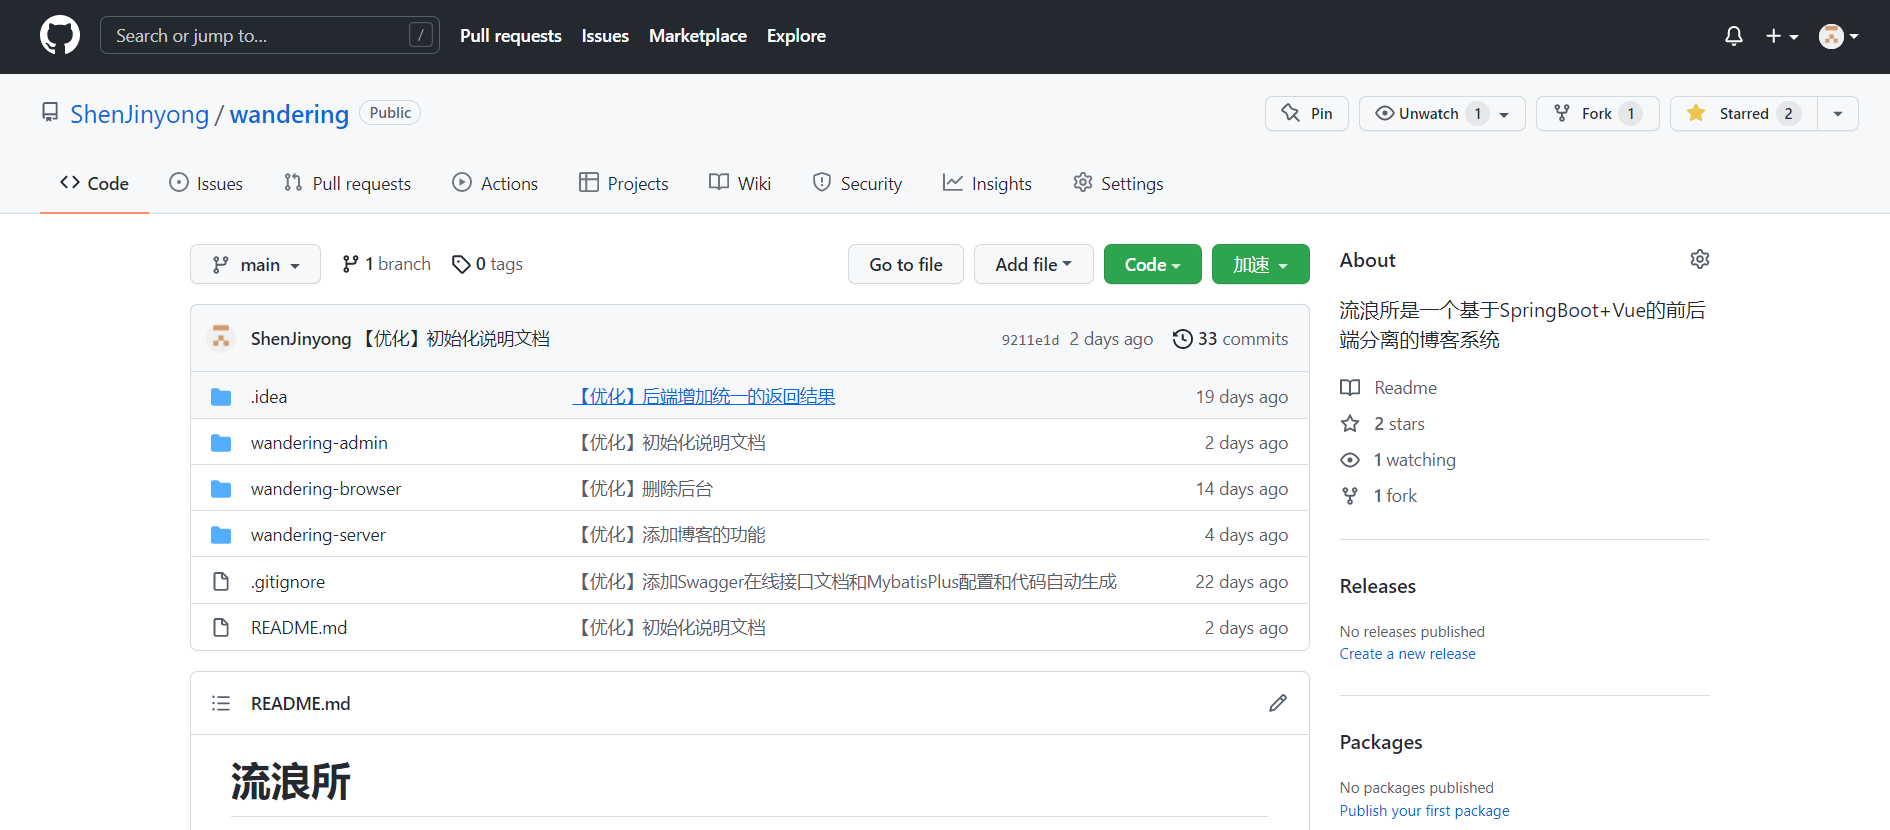 Search or jump to... /
Pull requests Issues Marketplace Explore
ShenJinyong / wandering Public
Pin Unwatch 1 Fork 1 Starred 2
Code Issues Pull requests Actions Projects Wiki Security Insights Settings
main 1 branch 0 tags Go to file Add file Code 加速
ShenJinyong 【优化】初始化说明文档 9211e1d 2 days ago 33 commits
.idea 【优化】后端增加统一的返回结果 19 days ago
wandering-admin 【优化】初始化说明文档 2 days ago
wandering-browser 【优化】删除后台 14 days ago
wandering-server 【优化】添加博客的功能 4 days ago
.gitignore 【优化】添加Swagger在线接口文档和MybatisPlus配置和代码自动生成 22 days ago
README.md 【优化】初始化说明文档 2 days ago
README.md
流浪所
About
流浪所是一个基于SpringBoot+Vue的前后
端分离的博客系统
Readme
2 stars
1 watching
1 fork
Releases
No releases published
Create a new release
Packages
No packages published
Publish your first package